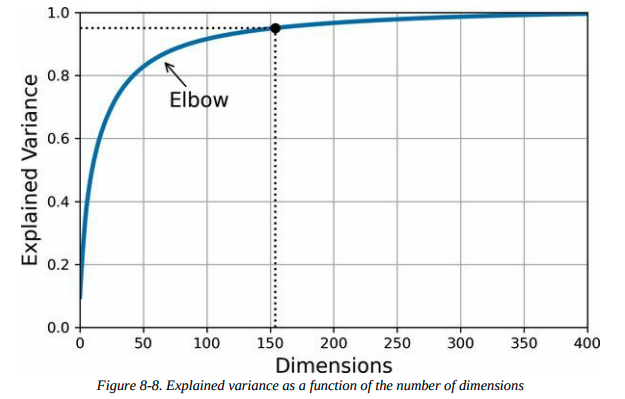 1.0
0.8
0.6
0.4
0.2
0.0
Explained Variance
Elbow
0 50 100 150 200 250 300 350 400
Dimensions
Figure 8-8. Explained variance as a function of the number of dimensions